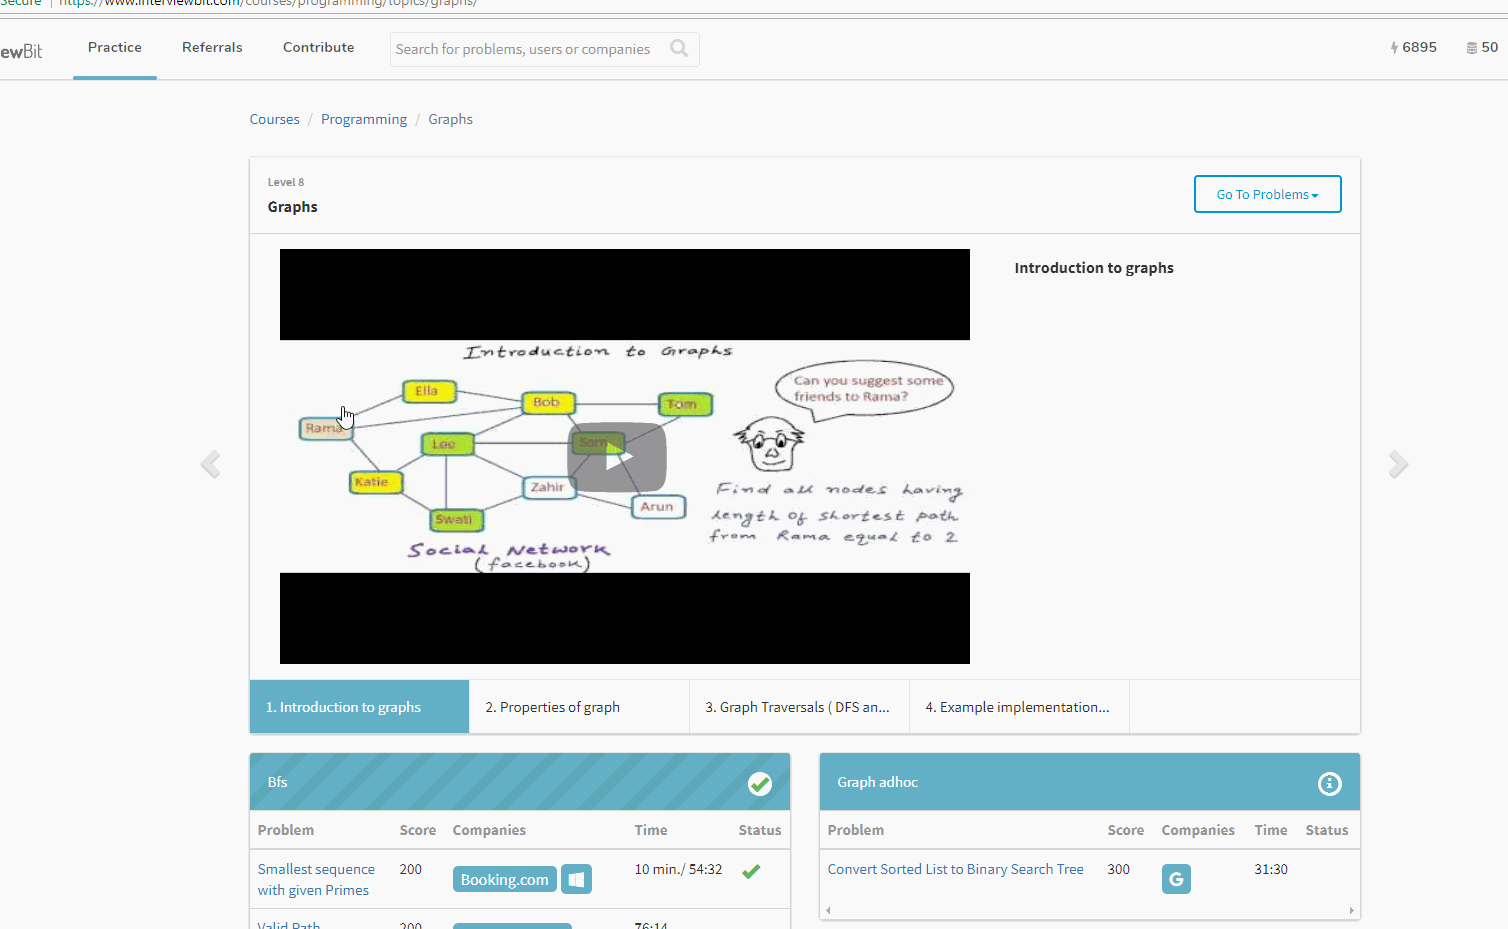 Secure | https://www.interviewbit.com/courses/programming/topics/graphs/
ewBit
Practice
Referrals
Contribute
Search for problems, users or companies
6895
50
Courses / Programming / Graphs
Level 8
Graphs
Go To Problems
Introduction to graphs
Introduction to Graphs
Ella
Bob
Tom
Rama
Lee
Sam
Katie
Zahir
Arun
Swati
Social Network
(facebook)
Can you suggest some
friends to Rama?
Find all nodes having
length of shortest path
from Rama equal to 2
1. Introduction to graphs
2. Properties of graph
3. Graph Traversals ( DFS an...
4. Example implementation...
Bfs
Problem Score Companies Time Status
Smallest sequence 200 Booking.com 10 min./ 54:32
with given Primes
Valid Path 200 76:14
Graph adhoc
Problem Score Companies Time Status
Convert Sorted List to Binary Search Tree 300 G 31:30